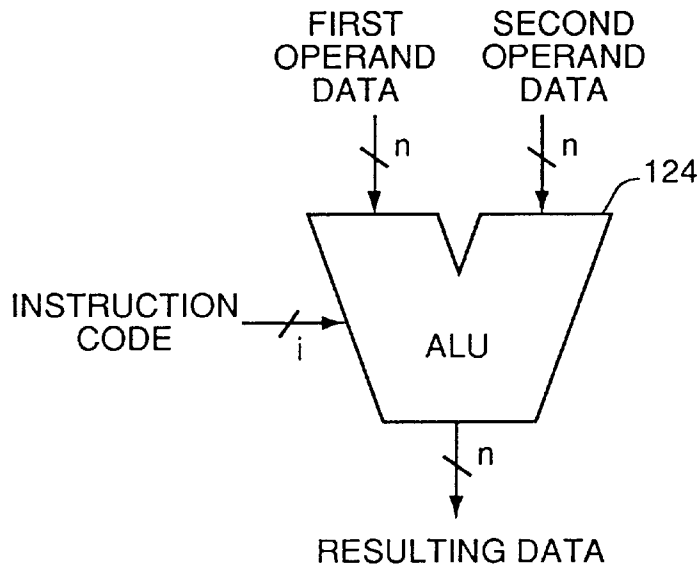 FIRST
OPERAND
DATA
SECOND
OPERAND
DATA
n
n
124
INSTRUCTION
CODE
i
ALU
n
RESULTING DATA